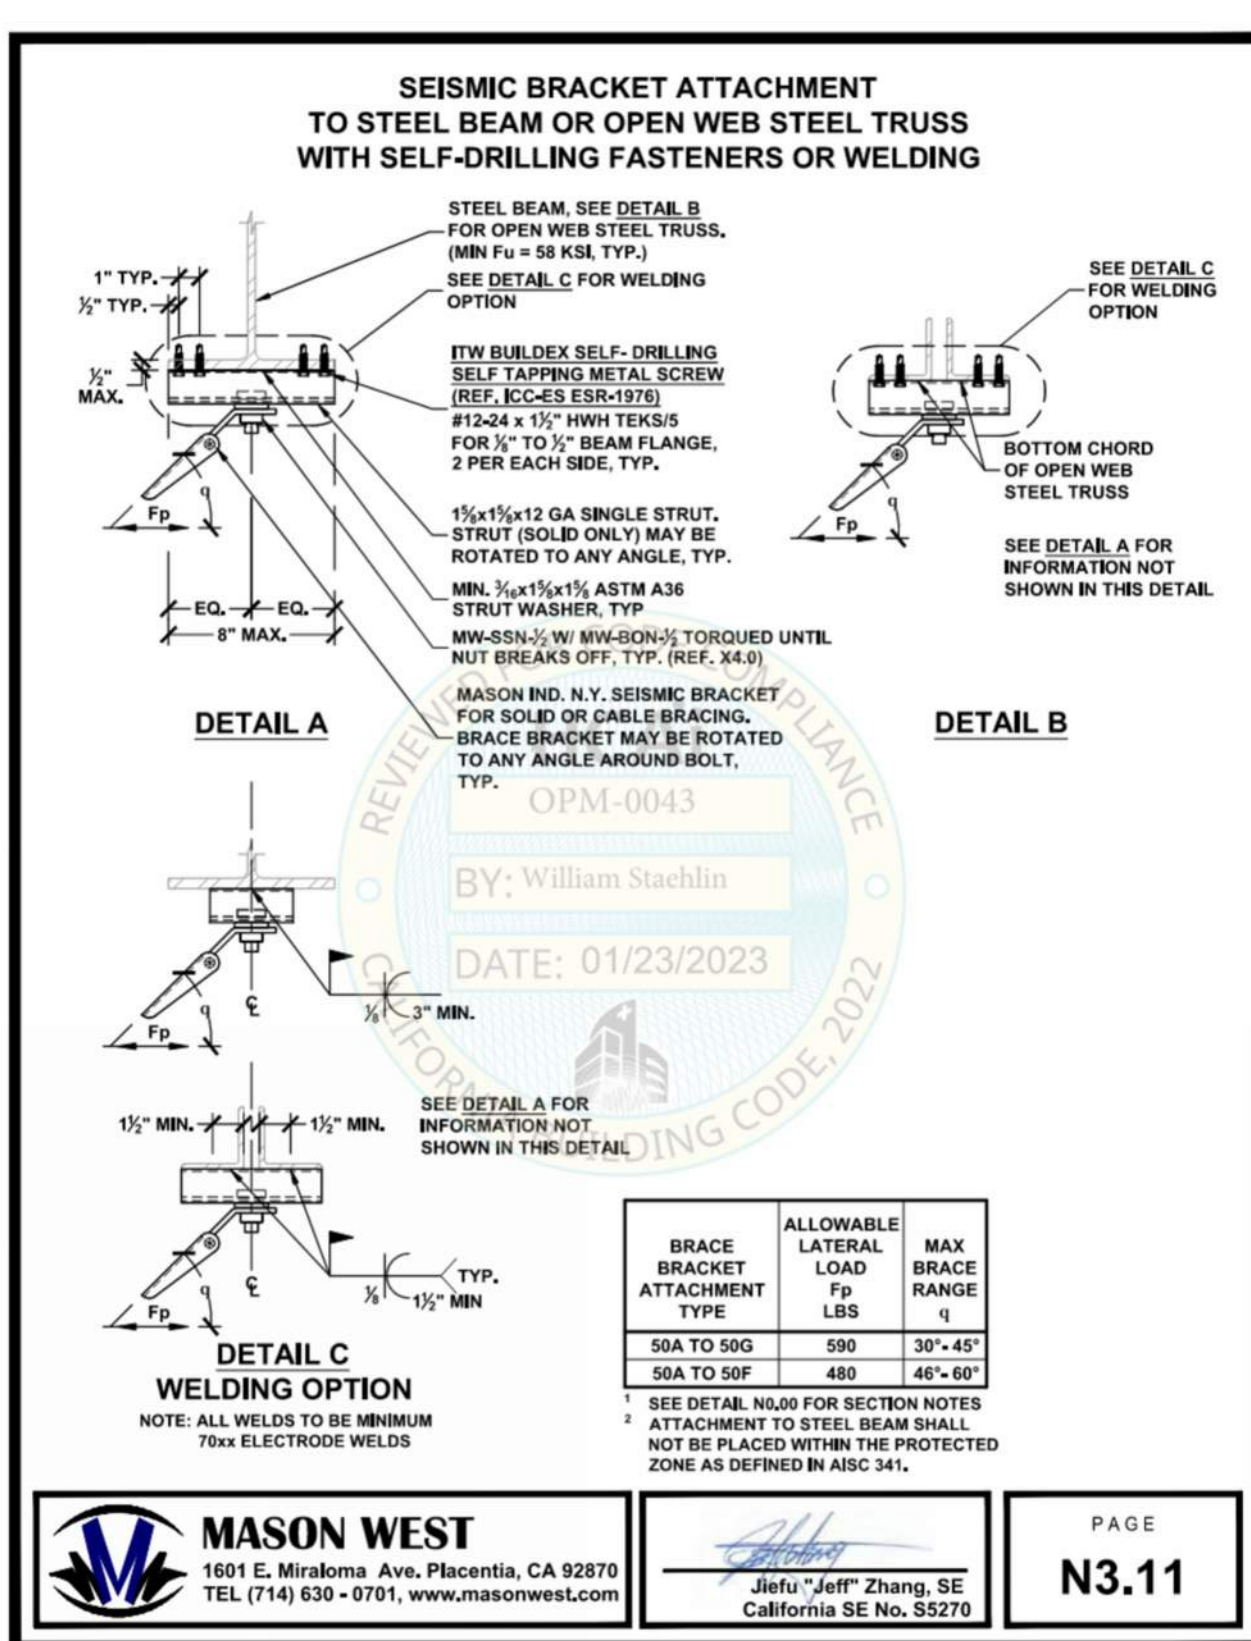 SEISMIC BRACKET ATTACHMENT
TO STEEL BEAM OR OPEN WEB STEEL TRUSS
WITH SELF-DRILLING FASTENERS OR WELDING
STEEL BEAM, SEE DETAIL B
FOR OPEN WEB STEEL TRUSS.
(MIN Fu = 58 KSI, TYP.)
SEE DETAIL C FOR WELDING
OPTION
ITW BUILDEX SELF- DRILLING
SELF TAPPING METAL SCREW
(REF. ICC-ES ESR-1976)
#12-24 x 1½" HWH TEKS/5
FOR ⅛" TO ½" BEAM FLANGE,
2 PER EACH SIDE, TYP.
1⅝x1⅝x12 GA SINGLE STRUT.
STRUT (SOLID ONLY) MAY BE
ROTATED TO ANY ANGLE, TYP.
MIN. 3/16x1⅝x1⅝ ASTM A36
STRUT WASHER, TYP
MW-SSN-½ W/ MW-BON-½ TORQUED UNTIL
NUT BREAKS OFF, TYP. (REF. X4.0)
MASON IND. N.Y. SEISMIC BRACKET
FOR SOLID OR CABLE BRACING.
BRACE BRACKET MAY BE ROTATED
TO ANY ANGLE AROUND BOLT,
TYP.
1" TYP.
½" TYP.
½"
MAX.
q
Fp
EQ.
EQ.
8" MAX.
DETAIL A
SEE DETAIL C
FOR WELDING
OPTION
BOTTOM CHORD
OF OPEN WEB
STEEL TRUSS
q
Fp
SEE DETAIL A FOR
INFORMATION NOT
SHOWN IN THIS DETAIL
DETAIL B
REVIEWED FOR CODE COMPLIANCE
HCAi
OPM-0043
BY: William Staehlin
DATE: 01/23/2023
CALIFORNIA BUILDING CODE, 2022
q
Fp
℄
⅛
3" MIN.
1½" MIN.
1½" MIN.
SEE DETAIL A FOR
INFORMATION NOT
SHOWN IN THIS DETAIL
q
Fp
℄
⅛
1½" MIN
TYP.
DETAIL C
WELDING OPTION
NOTE: ALL WELDS TO BE MINIMUM
70xx ELECTRODE WELDS
BRACE BRACKET ATTACHMENT TYPE
ALLOWABLE LATERAL LOAD Fp LBS
MAX BRACE RANGE q
50A TO 50G 590 30°- 45°
50A TO 50F 480 46°- 60°
1 SEE DETAIL N0.00 FOR SECTION NOTES
2 ATTACHMENT TO STEEL BEAM SHALL
NOT BE PLACED WITHIN THE PROTECTED
ZONE AS DEFINED IN AISC 341.
MASON WEST
1601 E. Miraloma Ave. Placentia, CA 92870
TEL (714) 630 - 0701, www.masonwest.com
Jiefu "Jeff" Zhang, SE
California SE No. S5270
PAGE
N3.11